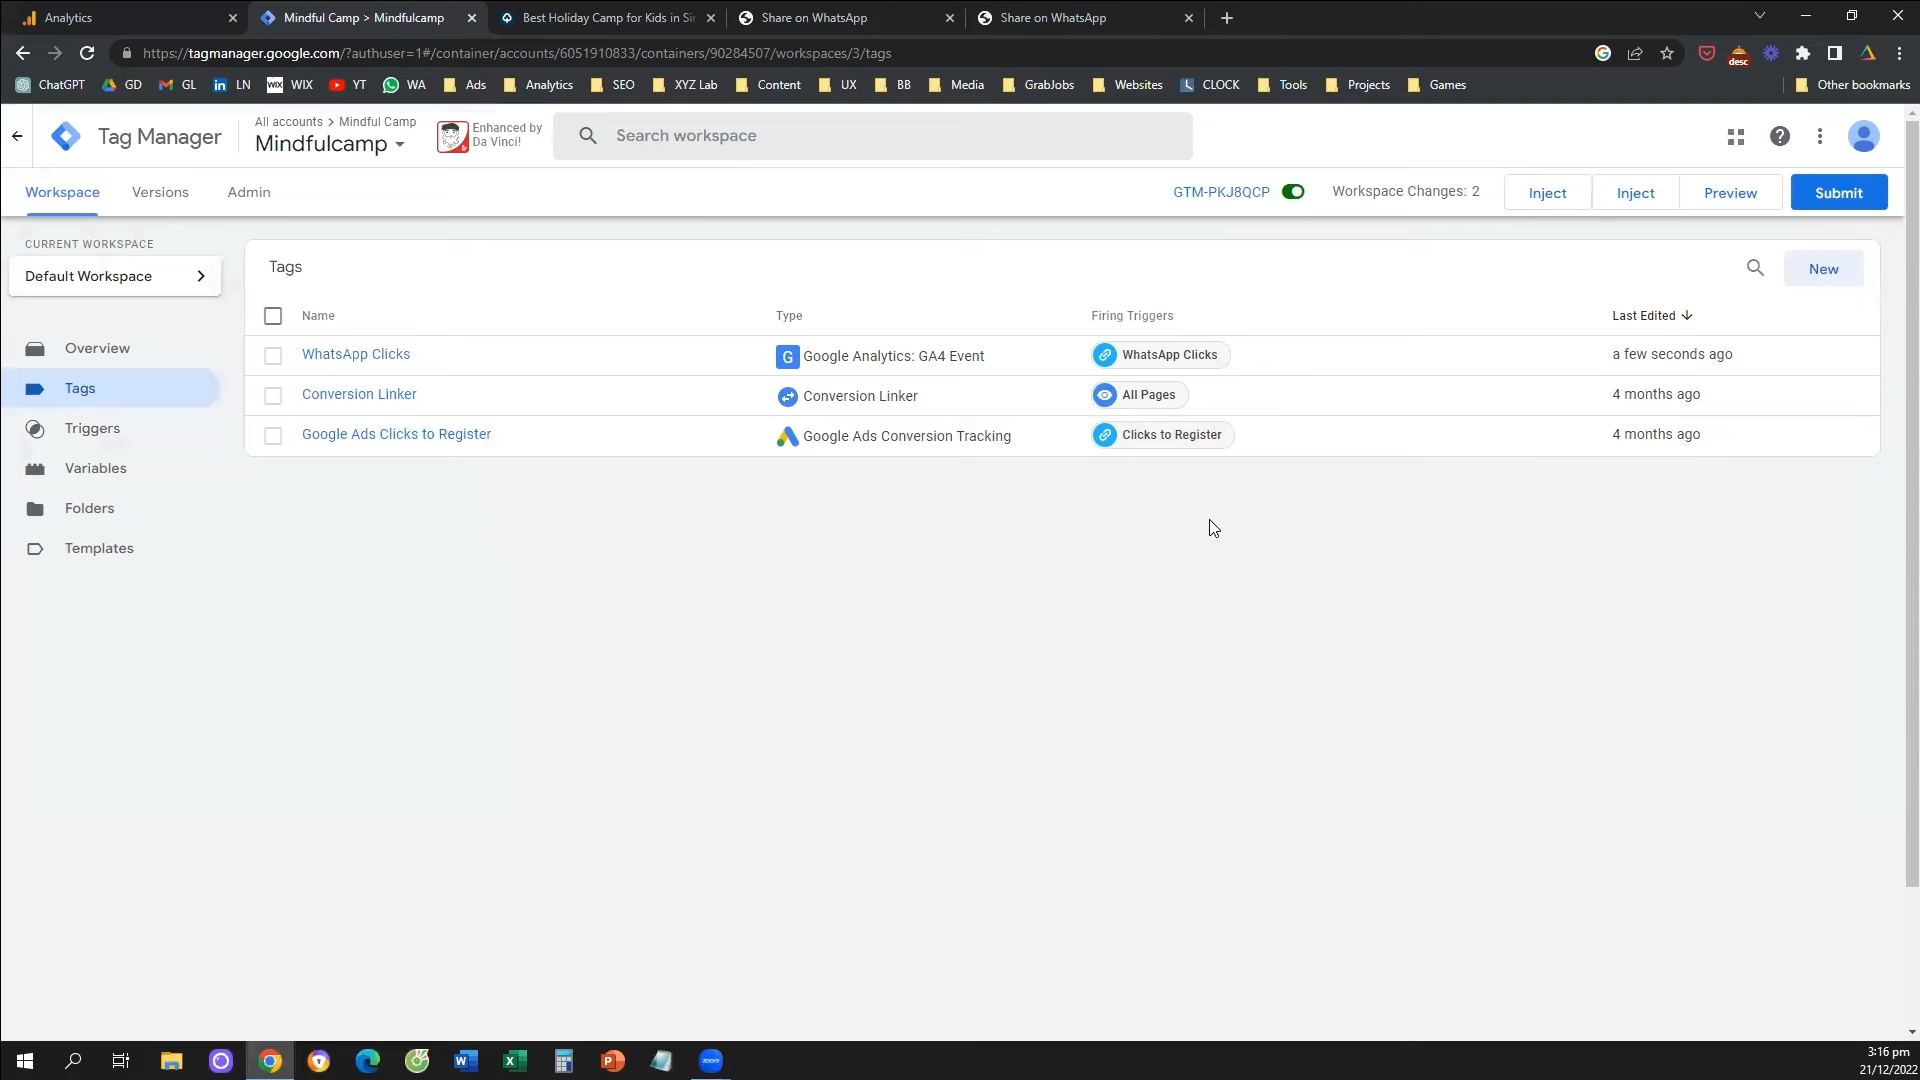 Analytics
Mindful Camp > Mindfulcamp
Best Holiday Camp for Kids in Sin
Share on WhatsApp
Share on WhatsApp
https://tagmanager.google.com/?authuser=1#/container/accounts/6051910833/containers/90284507/workspaces/3/tags
desc
ChatGPT
GD
GL
LN
WIX
YT
WA
Ads
Analytics
SEO
XYZ Lab
Content
UX
BB
Media
GrabJobs
Websites
CLOCK
Tools
Projects
Games
Other bookmarks
Tag Manager
All accounts > Mindful Camp
Mindfulcamp
Enhanced by
Da Vinci!
Search workspace
Workspace
Versions
Admin
GTM-PKJ8QCP
Workspace Changes: 2
Inject
Inject
Preview
Submit
CURRENT WORKSPACE
Default Workspace
Overview
Tags
Triggers
Variables
Folders
Templates
Tags
New
Name
Type
Firing Triggers
Last Edited
WhatsApp Clicks
Google Analytics: GA4 Event
WhatsApp Clicks
a few seconds ago
Conversion Linker
Conversion Linker
All Pages
4 months ago
Google Ads Clicks to Register
Google Ads Conversion Tracking
Clicks to Register
4 months ago
3:16 pm
21/12/2022